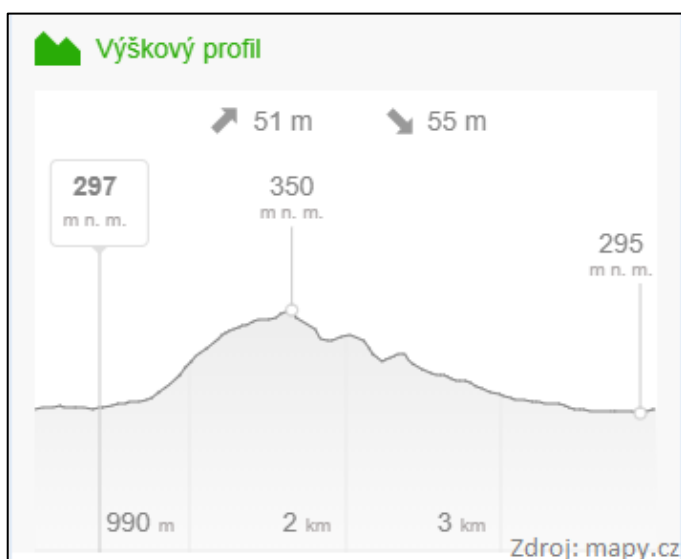 Výškový profil
51 m
55 m
297
m n. m.
350
m n. m.
295
m n. m.
990 m
2 km
3 km
Zdroj: mapy.cz